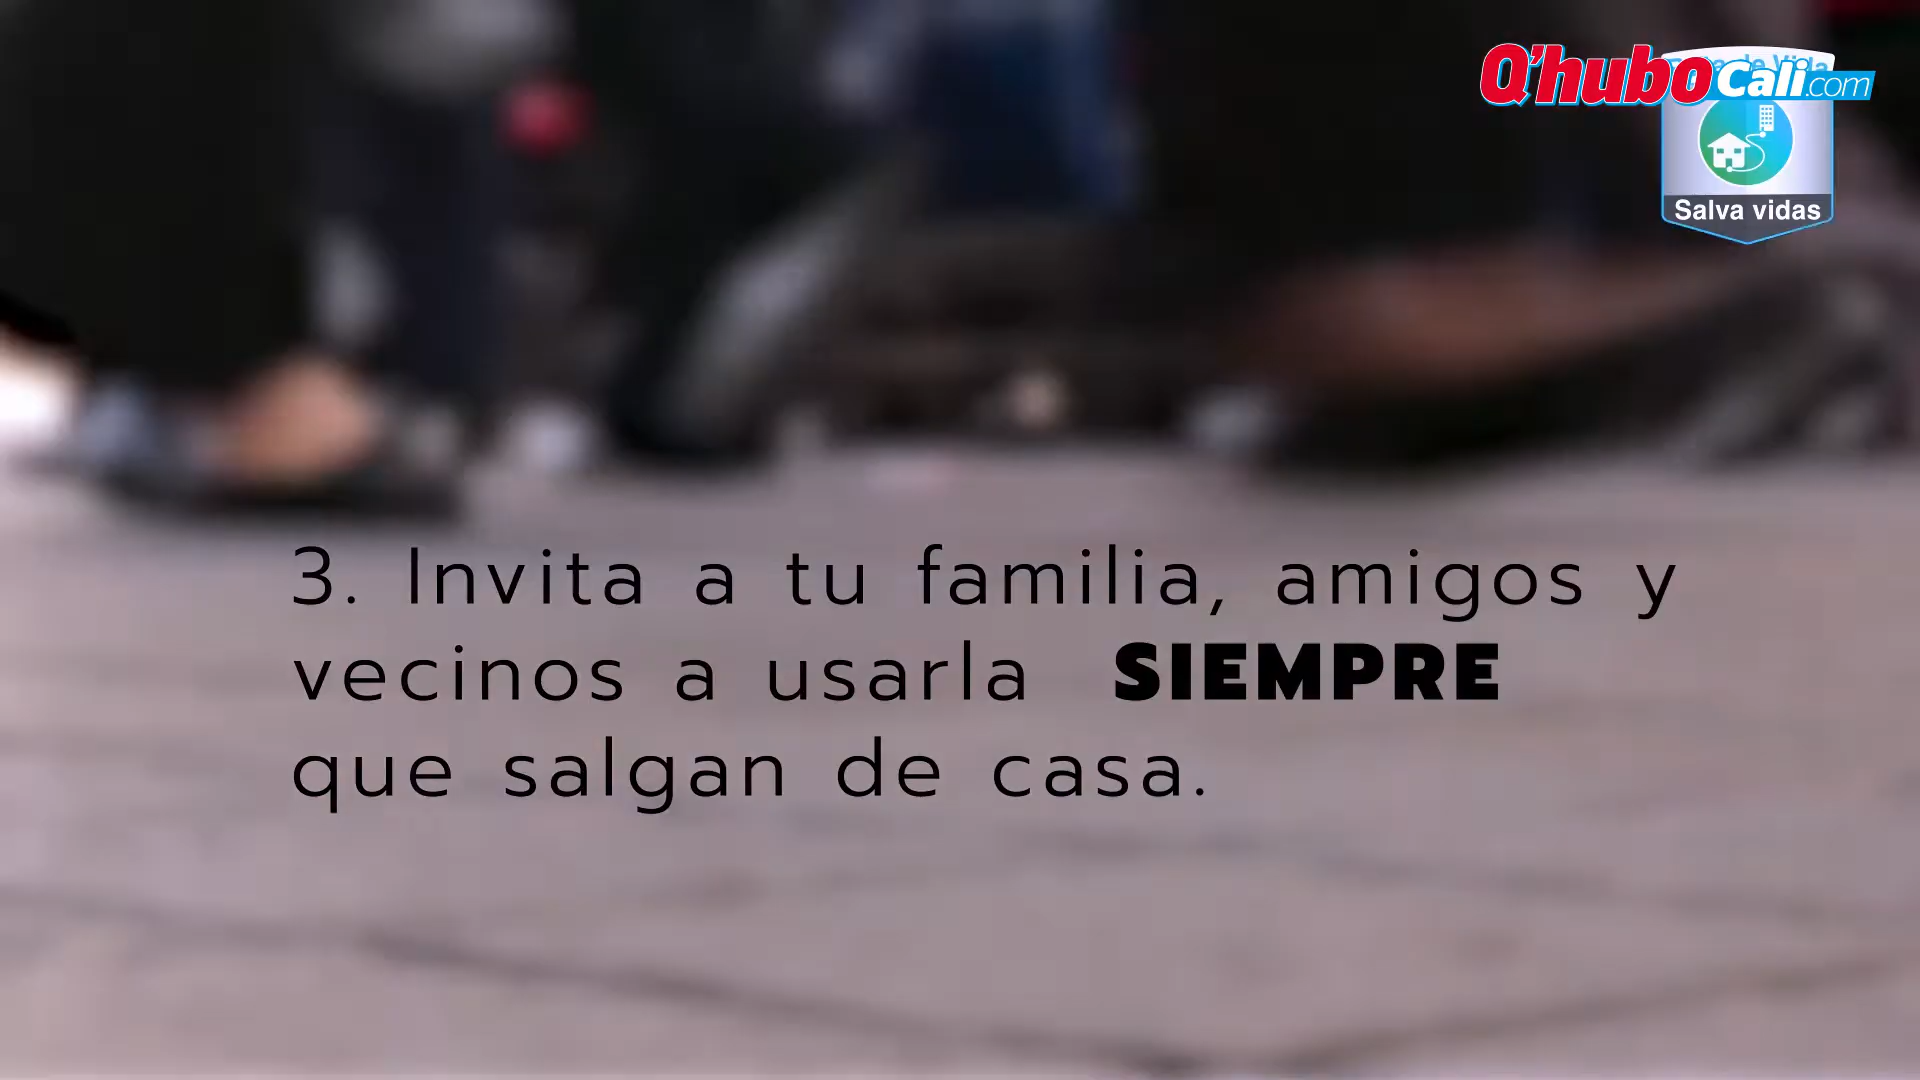 Q'hubo Cali.com
Salva vidas
3. Invita a tu familia, amigos y
vecinos a usarla SIEMPRE
que salgan de casa.